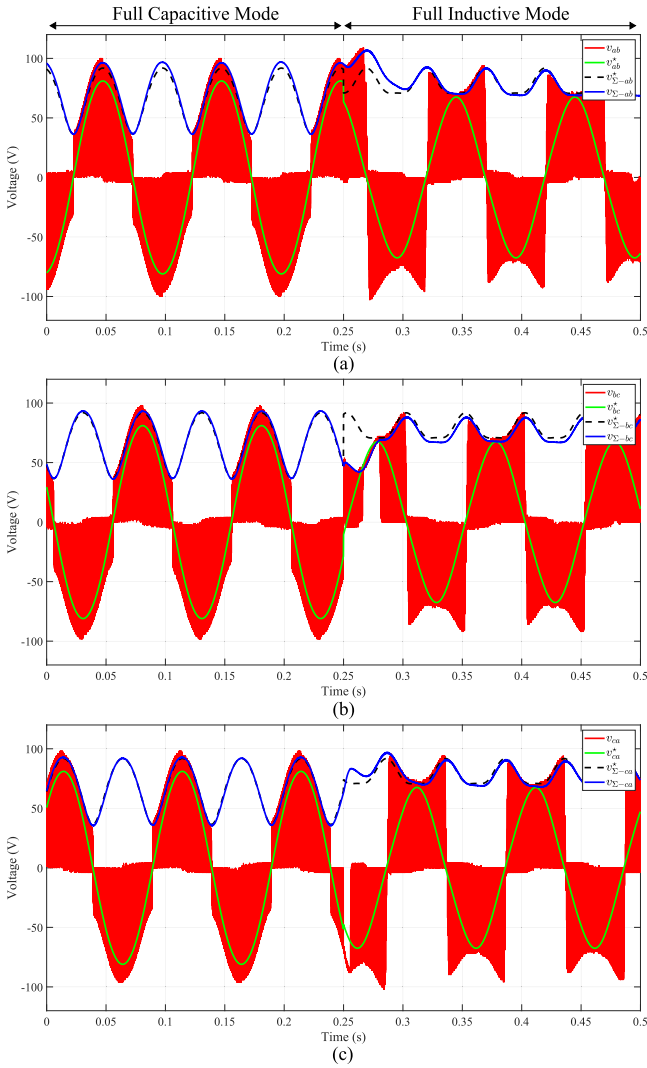 Full Capacitive Mode Full Inductive Mode
100
50
0
-50
-100
Voltage (V)
v_ab
v*_ab
v*_Σ−ab
v_Σ−ab
0 0.05 0.1 0.15 0.2 0.25 0.3 0.35 0.4 0.45 0.5
Time (s)
(a)
100
50
0
-50
-100
Voltage (V)
v_bc
v*_bc
v*_Σ−bc
v_Σ−bc
0 0.05 0.1 0.15 0.2 0.25 0.3 0.35 0.4 0.45 0.5
Time (s)
(b)
100
50
0
-50
-100
Voltage (V)
v_ca
v*_ca
v*_Σ−ca
v_Σ−ca
0 0.05 0.1 0.15 0.2 0.25 0.3 0.35 0.4 0.45 0.5
Time (s)
(c)